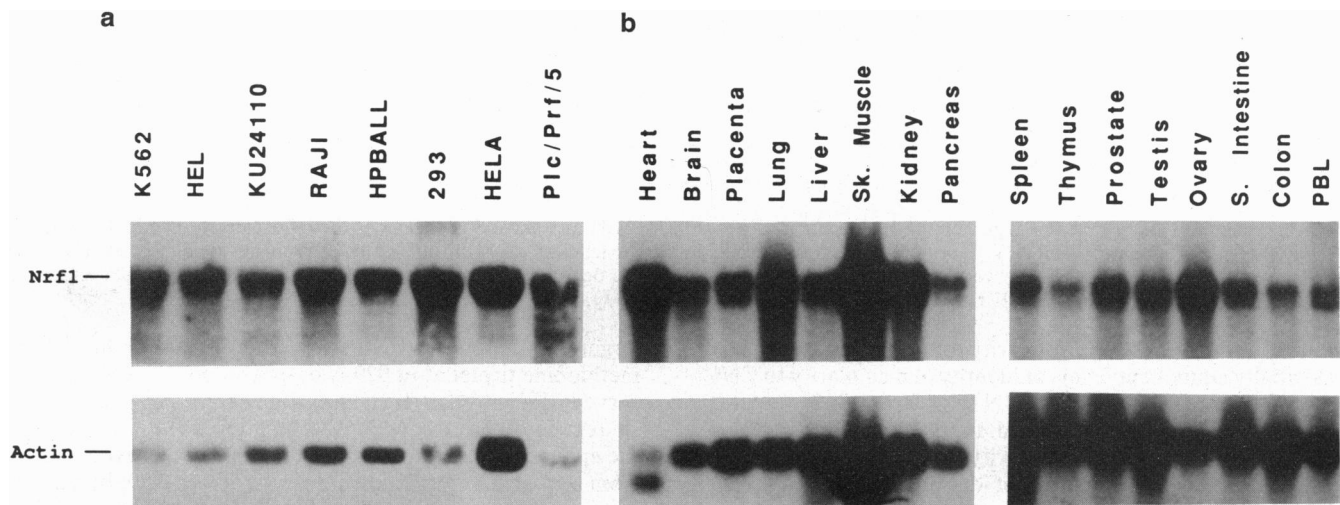 a
b
K562
HEL
KU24110
RAJI
HPBALL
293
HELA
Plc/Prf/5
Heart
Brain
Placenta
Lung
Liver
Sk. Muscle
Kidney
Pancreas
Spleen
Thymus
Prostate
Testis
Ovary
S. Intestine
Colon
PBL
Nrf1
Actin